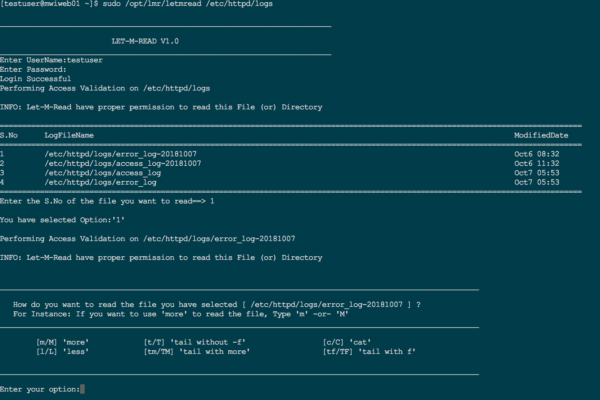 [testuser@mwiweb01 ~]$ sudo /opt/lmr/letmread /etc/httpd/logs
LET-M-READ V1.0
Enter UserName:testuser
Enter Password:
Login Successful
Performing Access Validation on /etc/httpd/logs
INFO: Let-M-Read have proper permission to read this File (or) Directory
S.No LogFileName ModifiedDate
1 /etc/httpd/logs/error_log-20181007 Oct6 08:32
2 /etc/httpd/logs/access_log-20181007 Oct6 11:32
3 /etc/httpd/logs/access_log Oct7 05:53
4 /etc/httpd/logs/error_log Oct7 05:53
Enter the S.No of the file you want to read==> 1
You have selected Option:'1'
Performing Access Validation on /etc/httpd/logs/error_log-20181007
INFO: Let-M-Read have proper permission to read this File (or) Directory
How do you want to read the file you have selected [ /etc/httpd/logs/error_log-20181007 ] ?
For Instance: If you want to use 'more' to read the file, Type 'm' -or- 'M'
[m/M] 'more' [t/T] 'tail without -f' [c/C] 'cat'
[l/L] 'less' [tm/TM] 'tail with more' [tf/TF] 'tail with f'
Enter your option: